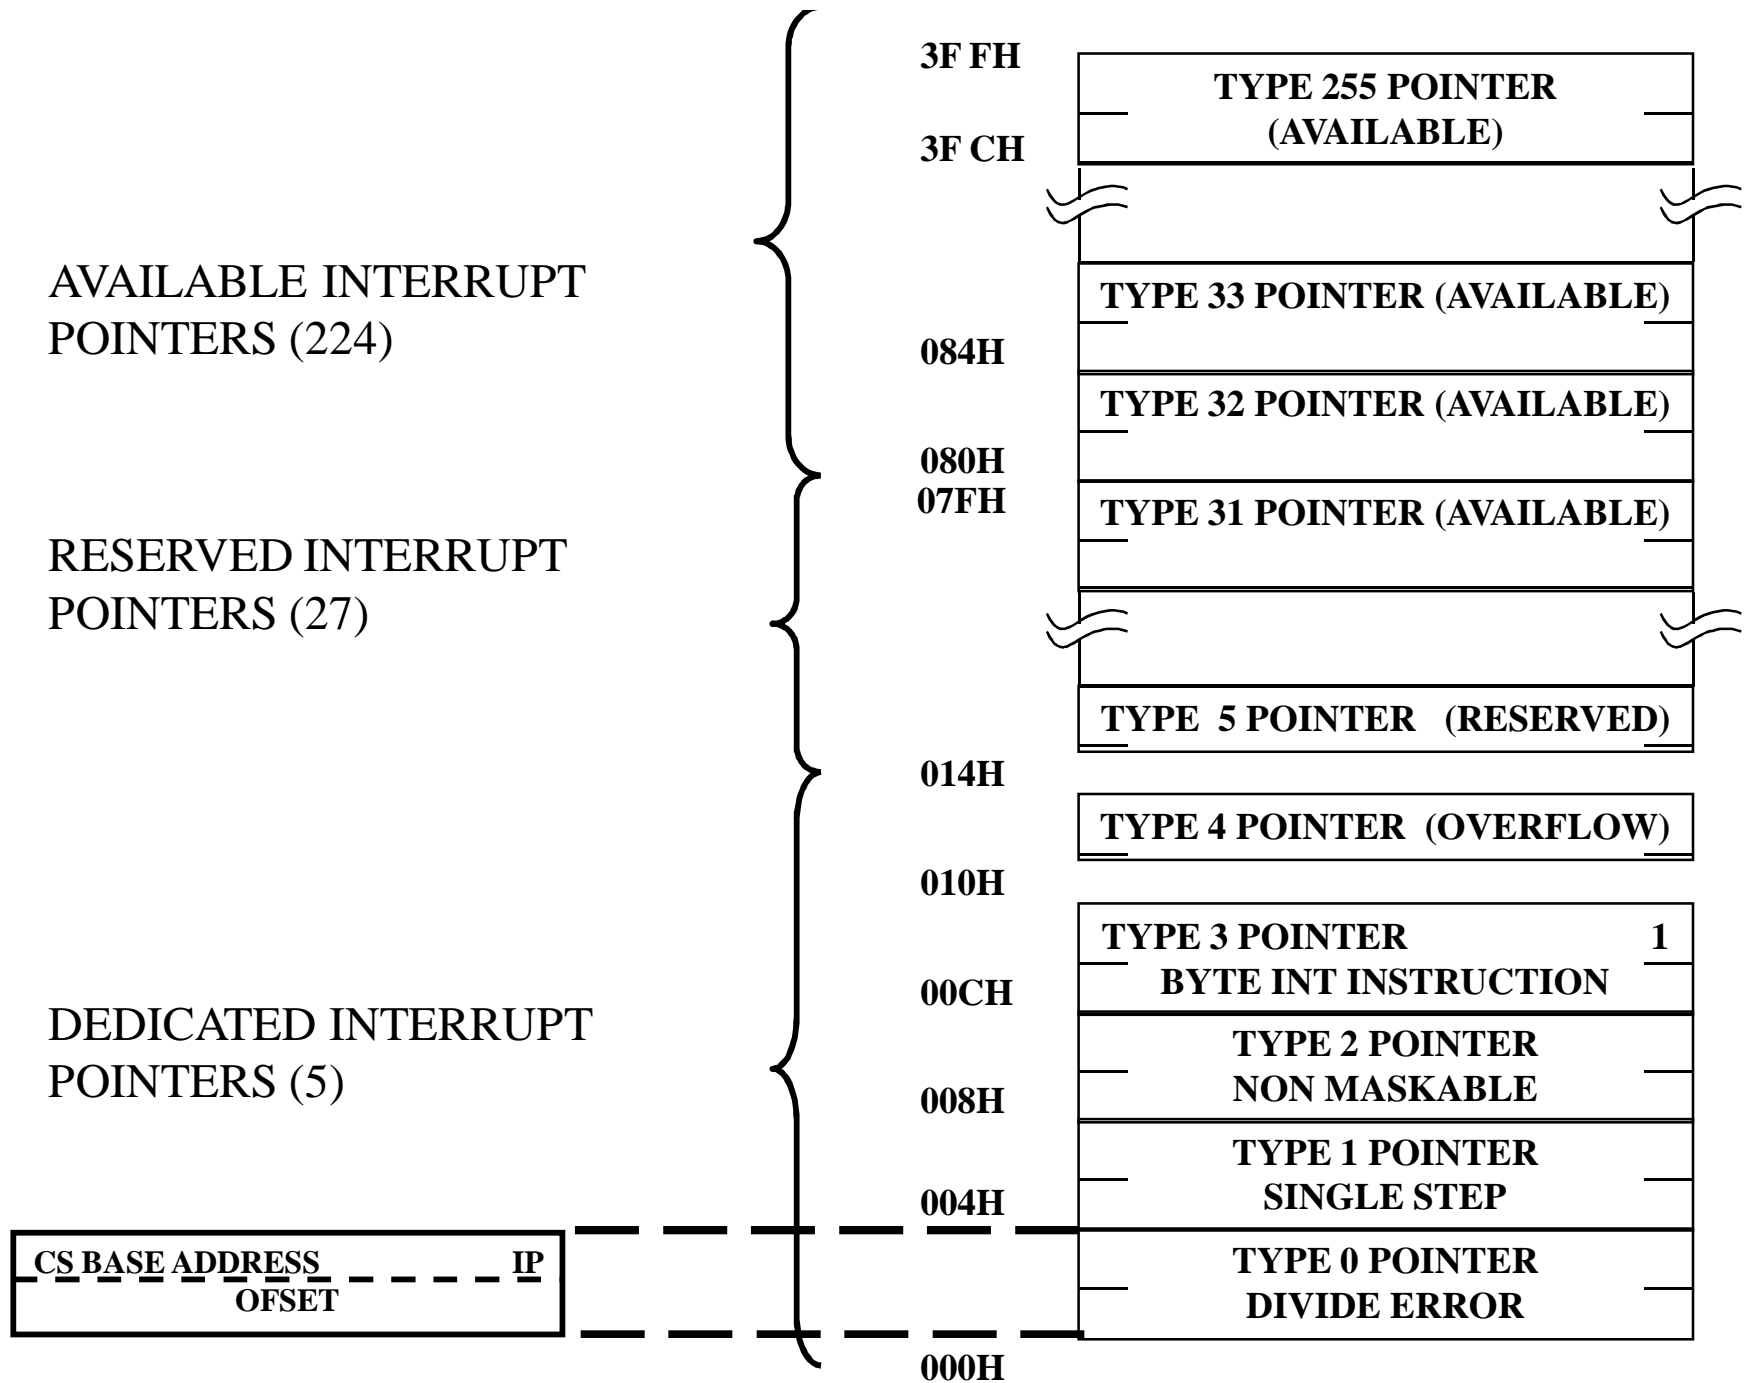 3F FH
TYPE 255 POINTER
(AVAILABLE)
3F CH
AVAILABLE INTERRUPT
POINTERS (224)
TYPE 33 POINTER (AVAILABLE)
084H
TYPE 32 POINTER (AVAILABLE)
080H
07FH
TYPE 31 POINTER (AVAILABLE)
RESERVED INTERRUPT
POINTERS (27)
TYPE 5 POINTER (RESERVED)
014H
TYPE 4 POINTER (OVERFLOW)
010H
TYPE 3 POINTER 1
BYTE INT INSTRUCTION
00CH
DEDICATED INTERRUPT
POINTERS (5)
TYPE 2 POINTER
NON MASKABLE
008H
TYPE 1 POINTER
SINGLE STEP
004H
CS BASE ADDRESS IP
OFSET
TYPE 0 POINTER
DIVIDE ERROR
000H